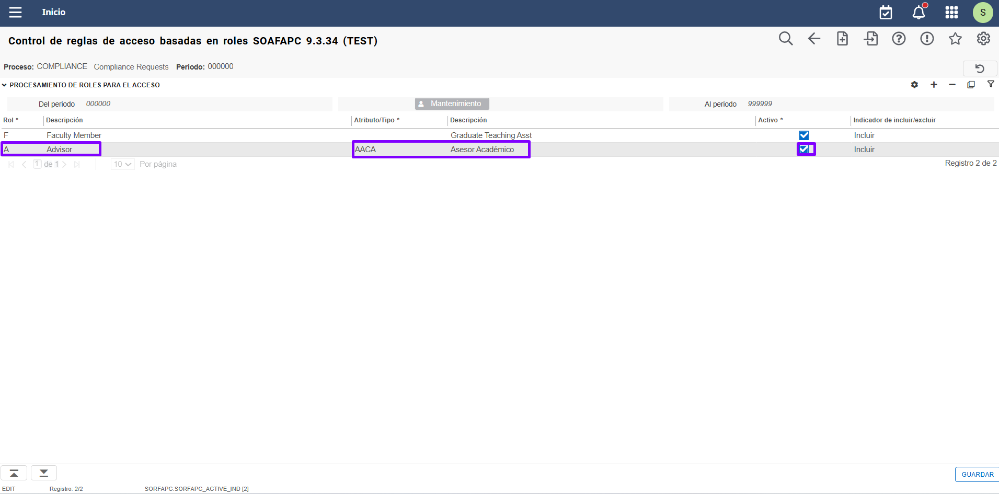 Inicio
S
Control de reglas de acceso basadas en roles SOAFAPC 9.3.34 (TEST)
Proceso: COMPLIANCE Compliance Requests Periodo: 000000
PROCESAMIENTO DE ROLES PARA EL ACCESO
Del periodo 000000 Mantenimiento Al periodo 999999
Rol * Descripción Atributo/Tipo * Descripción Activo * Indicador de incluir/excluir
F Faculty Member Graduate Teaching Asst Incluir
A Advisor AACA Asesor Académico Incluir
1 de 1 10 Por página Registro 2 de 2
GUARDAR
EDIT Registro: 2/2 SORFAPC.SORFAPC_ACTIVE_IND [2]